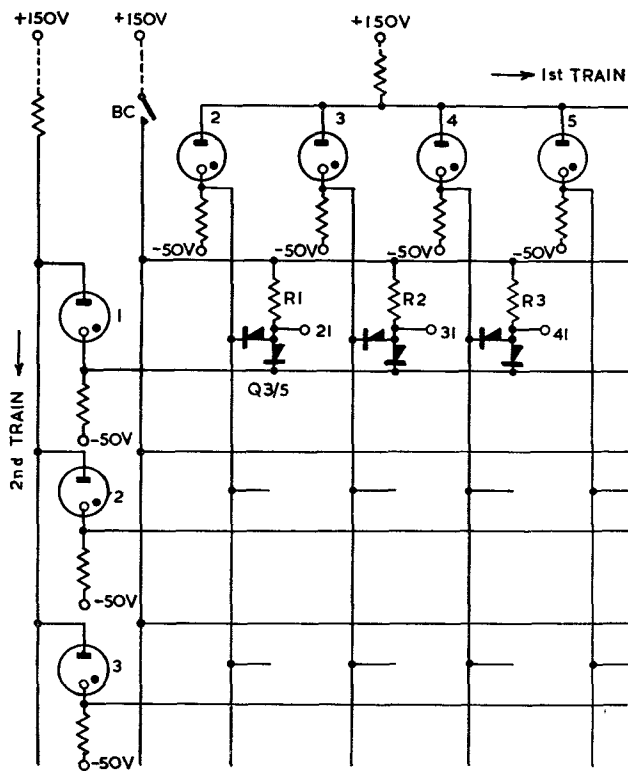 +150V +150V +150V
1st TRAIN
BC
2 3 4 5
-50V -50V -50V -50V
R1 R2 R3
1
21 31 41
Q3/5
2nd TRAIN
-50V
2
-50V
3
-50V